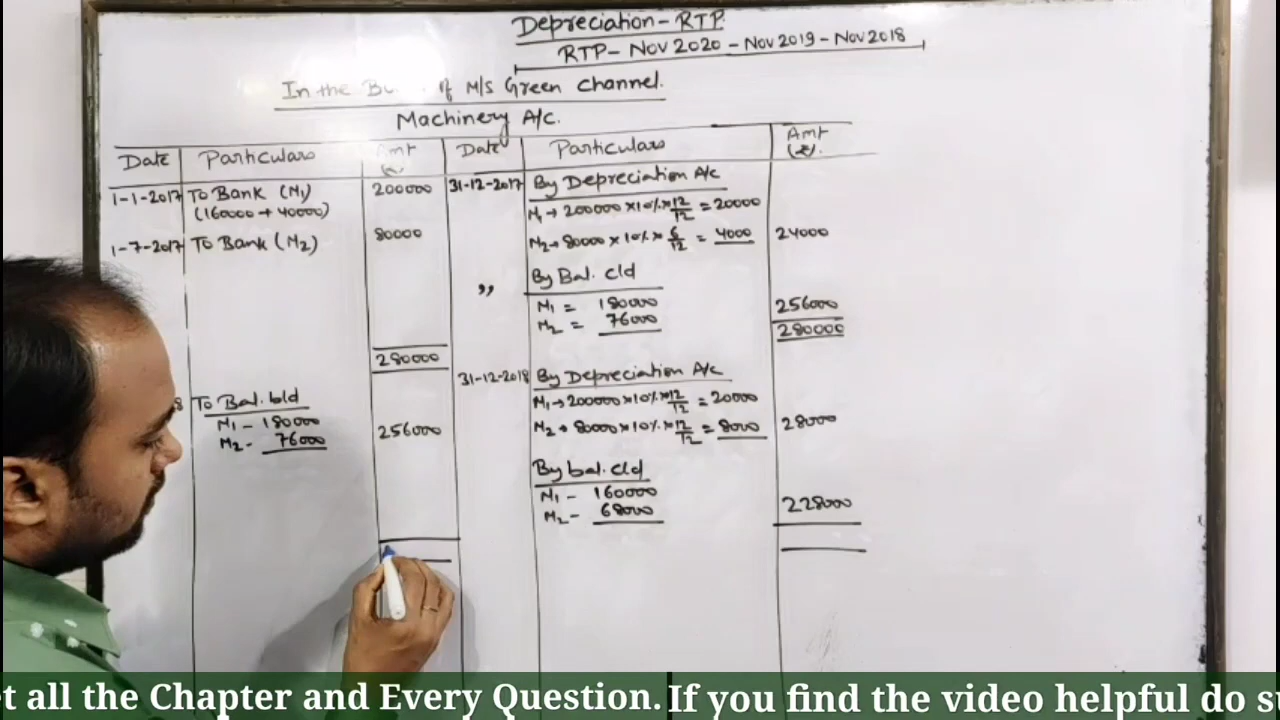 Depreciation - RTP
RTP - Nov 2020 - Nov 2019 - Nov 2018
In the of M/S Green Channel.
Machinery A/c.
Date Particulars Amt Date Particulars Amt (₹).
1-1-2017 To Bank (M1) 200000 31-12-2017 By Depreciation A/c
(160000 + 40000) M1 → 200000 × 10% × 12/12 = 20000
1-7-2017 To Bank (M2) 80000 M2 → 80000 × 10% × 6/12 = 4000 24000
" By Bal. c/d
M1 = 180000
M2 = 76000 256000
280000 280000
31-12-2018 By Depreciation A/c
To Bal. b/d M1 → 200000 × 10% × 12/12 = 20000
M1 - 180000
M2 - 76000 256000 M2 → 80000 × 10% × 12/12 = 8000 28000
By bal. c/d
M1 - 160000
M2 - 68000 228000
t all the Chapter and Every Question. If you find the video helpful do